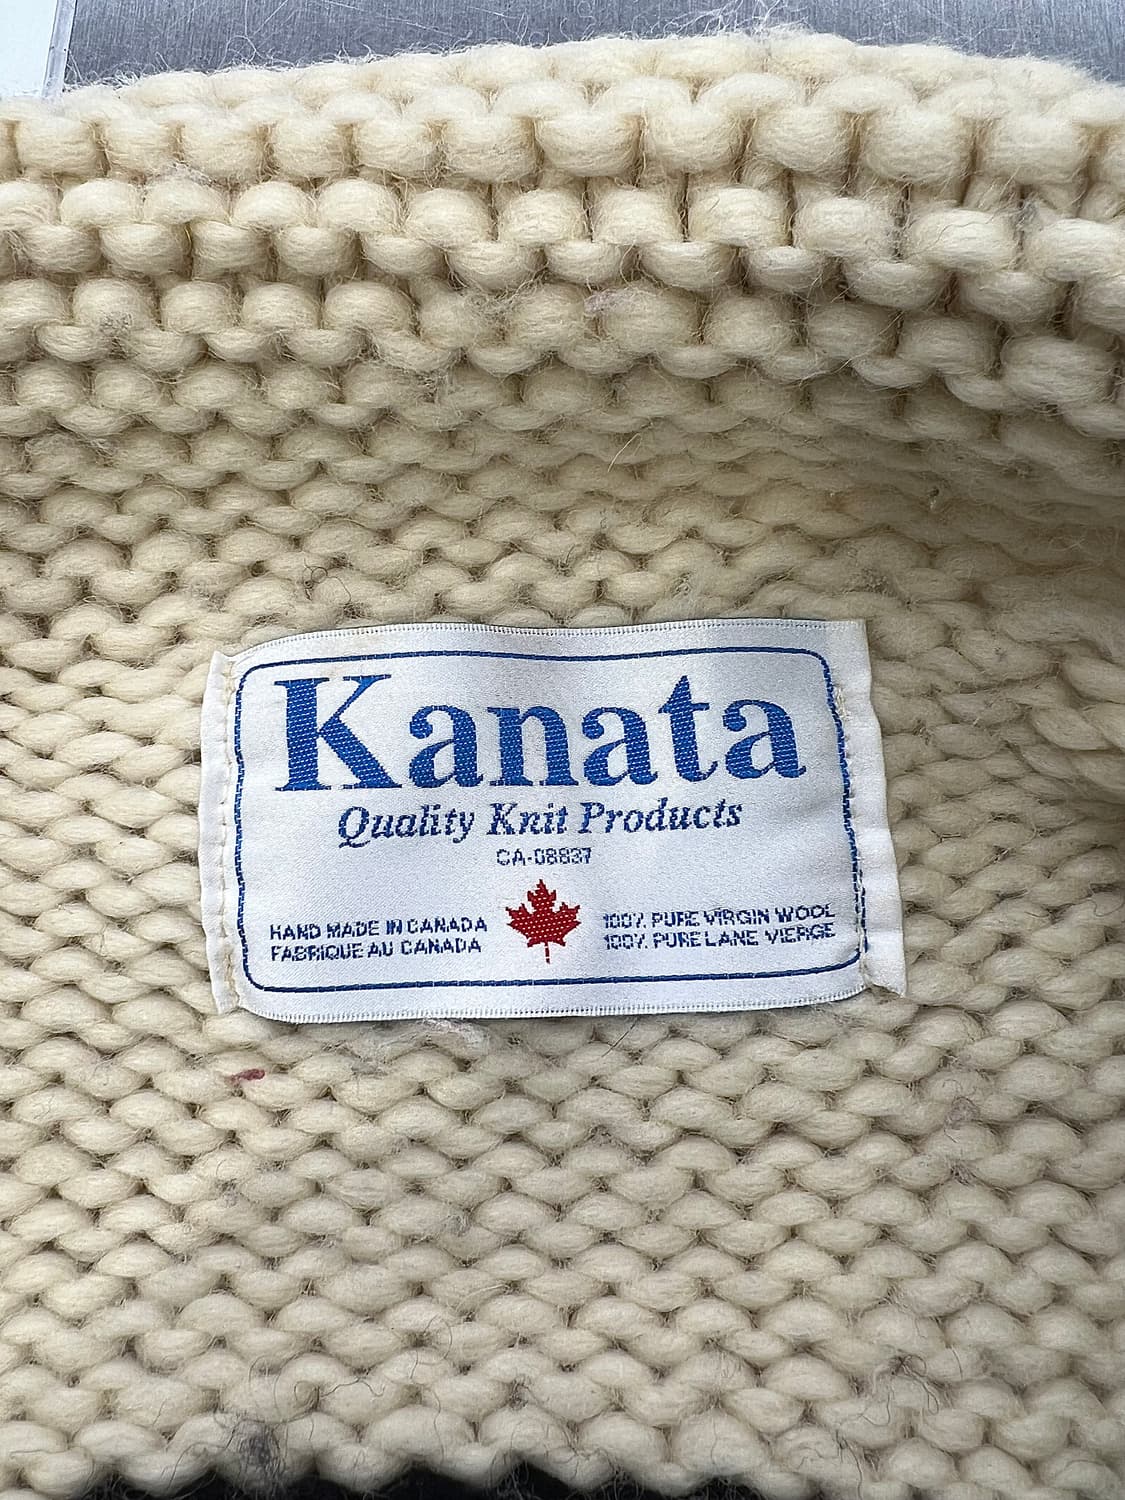 Kanata
Quality Knit Products
CA-08837
HAND MADE IN CANADA
FABRIQUE AU CANADA
100% PURE VIRGIN WOOL
100% PURE LANE VIERGE